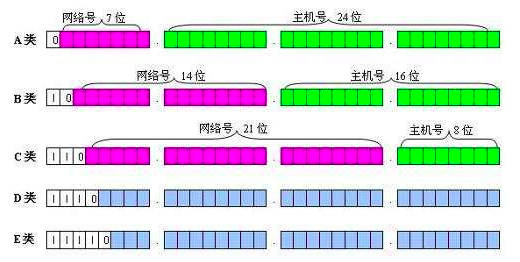 网络号 7 位 主机号 24 位
A 类 0 . . .
网络号 14 位 主机号 16 位
B 类 1 0 . . .
网络号 21 位 主机号 8 位
C 类 1 1 0 . . .
D 类 1 1 1 0 . . .
E 类 1 1 1 1 0 . . .